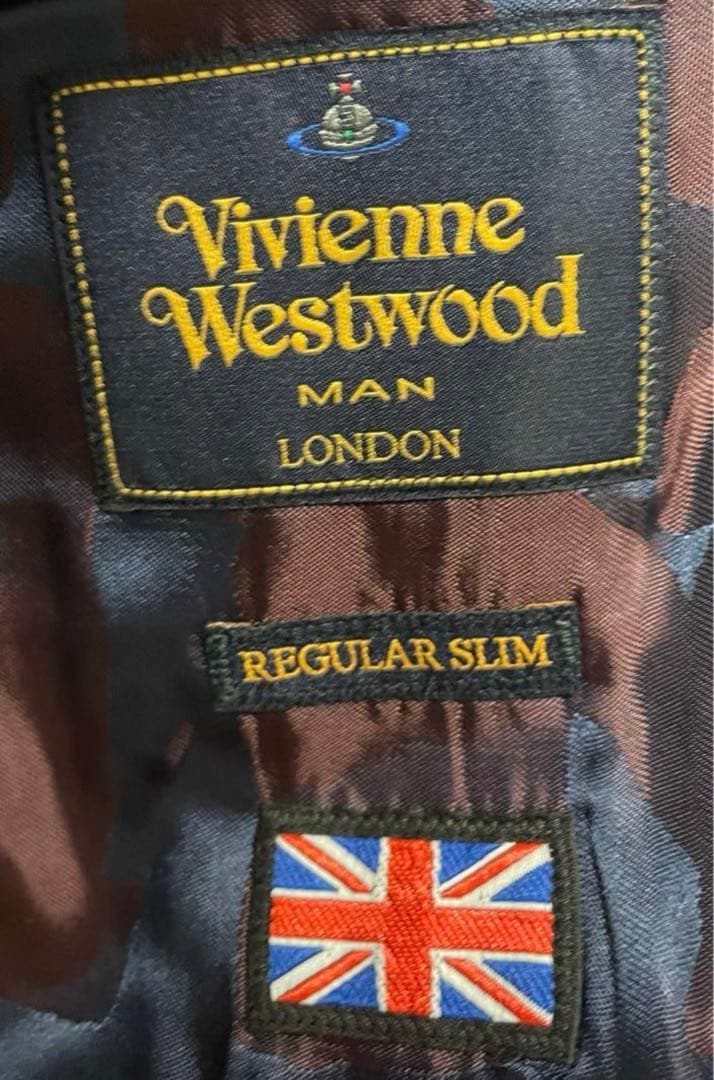 Vivienne
Westwood
MAN
LONDON
REGULAR SLIM